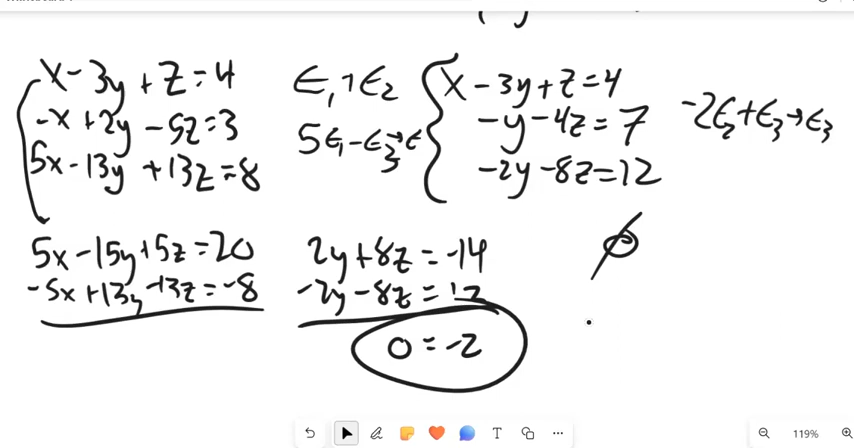 x - 3y + z = 4
-x + 2y - 5z = 3
5x - 13y + 13z = 8
E₁ + E₂
5E₁ - E₃ → E
x - 3y + z = 4
-y - 4z = 7
-2y - 8z = 12
-2E₂ + E₃ → E₃
5x - 15y + 5z = 20
-5x + 13y - 13z = -8
2y + 8z = -14
-2y - 8z = 12
0 = -2
∅
119%